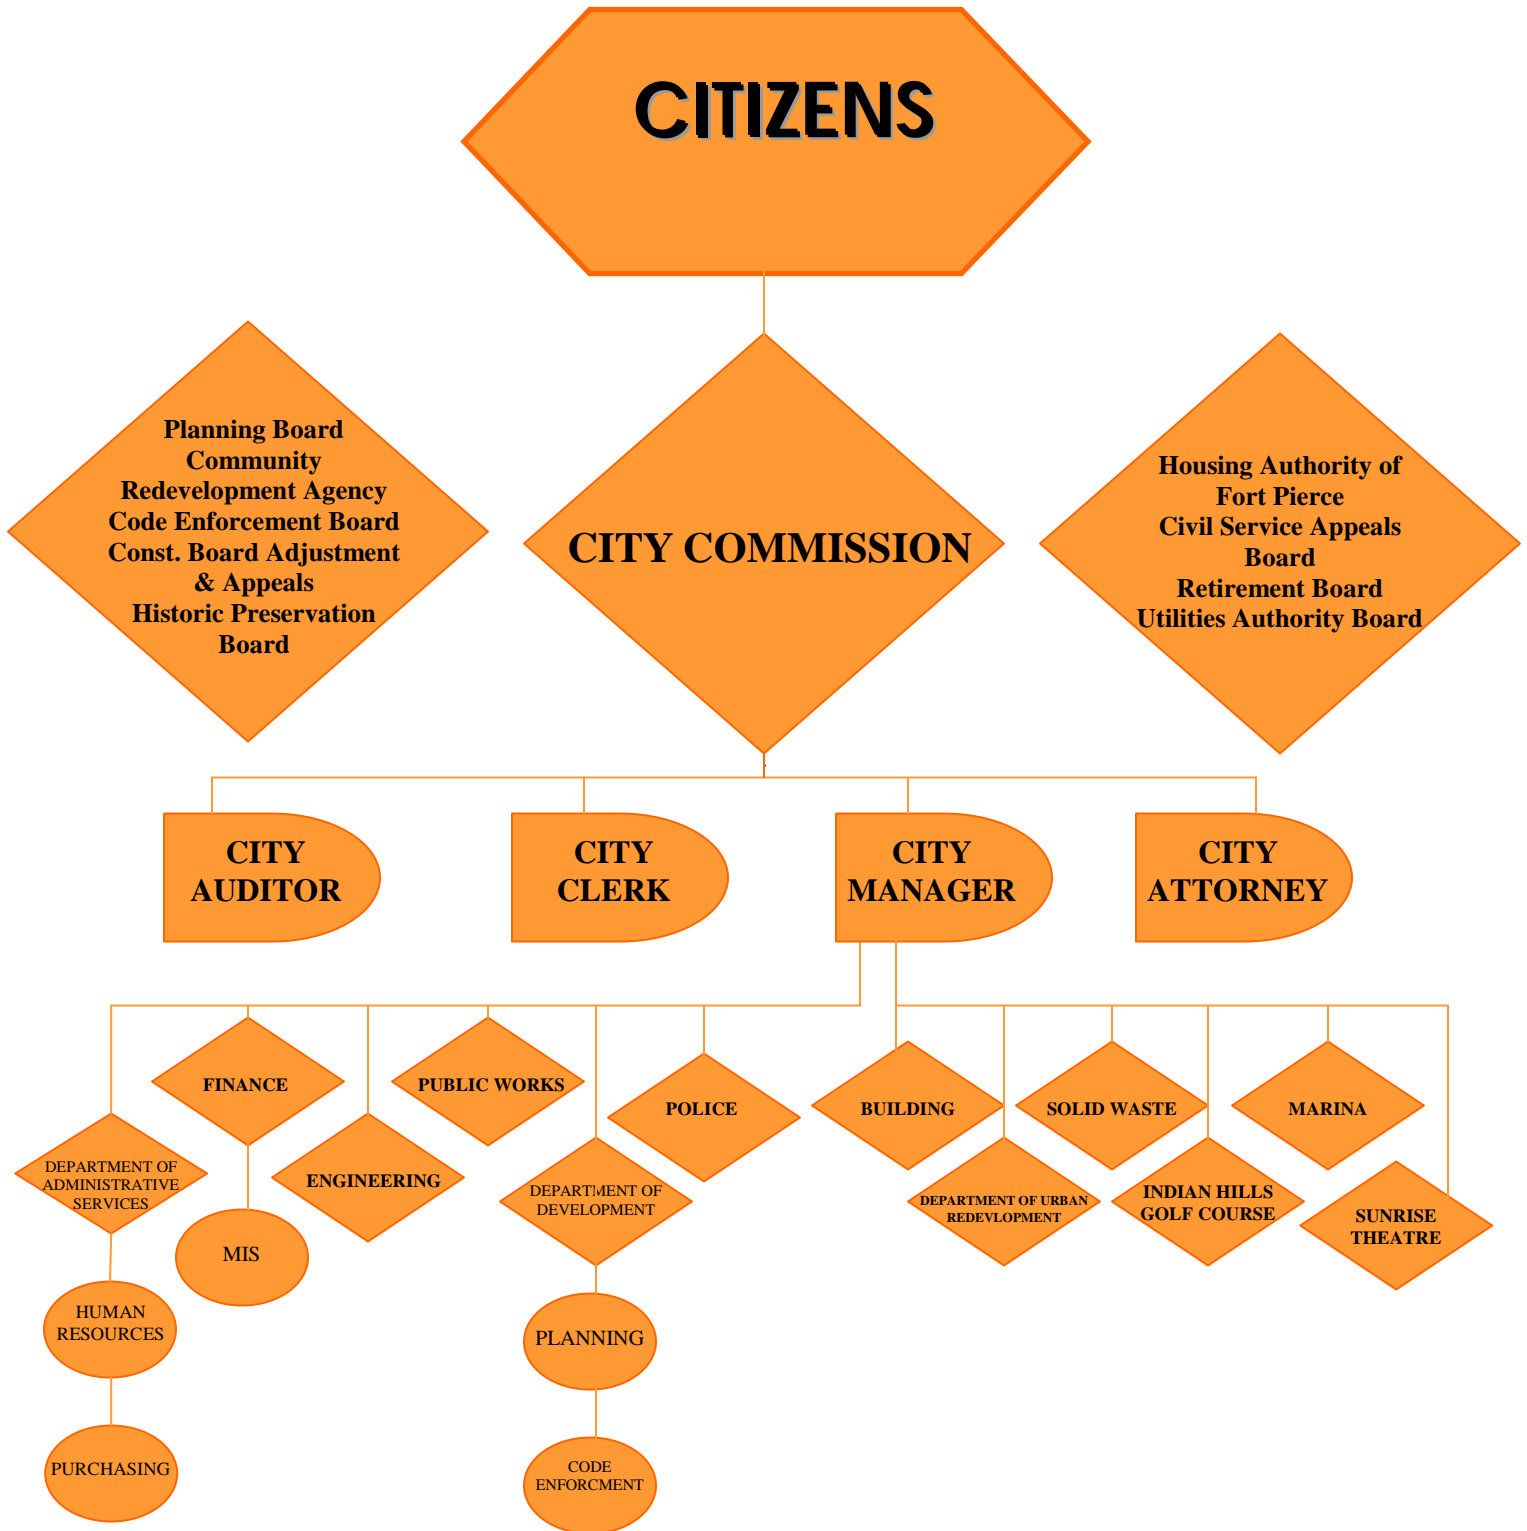 CITIZENS
Planning Board
Community
Redevelopment Agency
Code Enforcement Board
Const. Board Adjustment
& Appeals
Historic Preservation
Board
CITY COMMISSION
Housing Authority of
Fort Pierce
Civil Service Appeals
Board
Retirement Board
Utilities Authority Board
CITY
AUDITOR
CITY
CLERK
CITY
MANAGER
CITY
ATTORNEY
DEPARTMENT OF
ADMINISTRATIVE
SERVICES
FINANCE
ENGINEERING
PUBLIC WORKS
DEPARTMENT OF
DEVELOPMENT
POLICE
BUILDING
DEPARTMENT OF URBAN
REDEVLOPMENT
SOLID WASTE
INDIAN HILLS
GOLF COURSE
MARINA
SUNRISE
THEATRE
MIS
HUMAN
RESOURCES
PLANNING
PURCHASING
CODE
ENFORCMENT